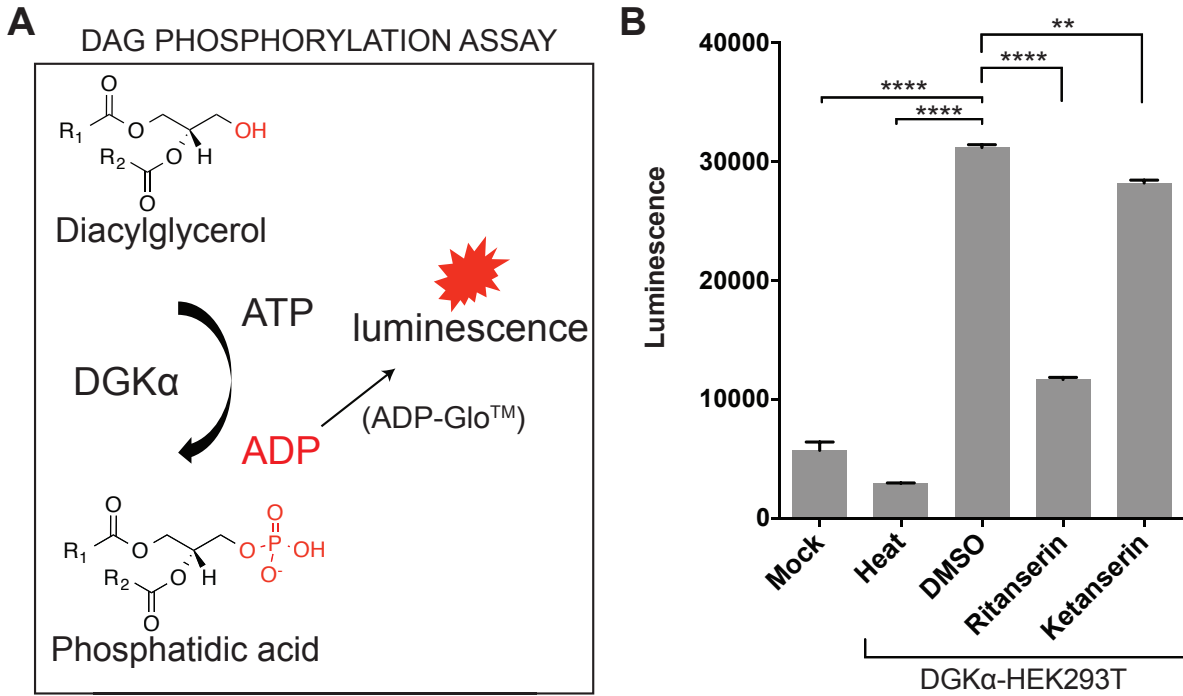 A
DAG PHOSPHORYLATION ASSAY
O
R1
O
OH
R2
O
H
O
Diacylglycerol
ATP
luminescence
DGKα
(ADP-Glo™)
ADP
O
O
R1
O
O
P
OH
R2
O
H
O-
O
Phosphatidic acid
B
**
****
****
****
Luminescence
40000
30000
20000
10000
0
Mock
Heat
DMSO
Ritanserin
Ketanserin
DGKα-HEK293T